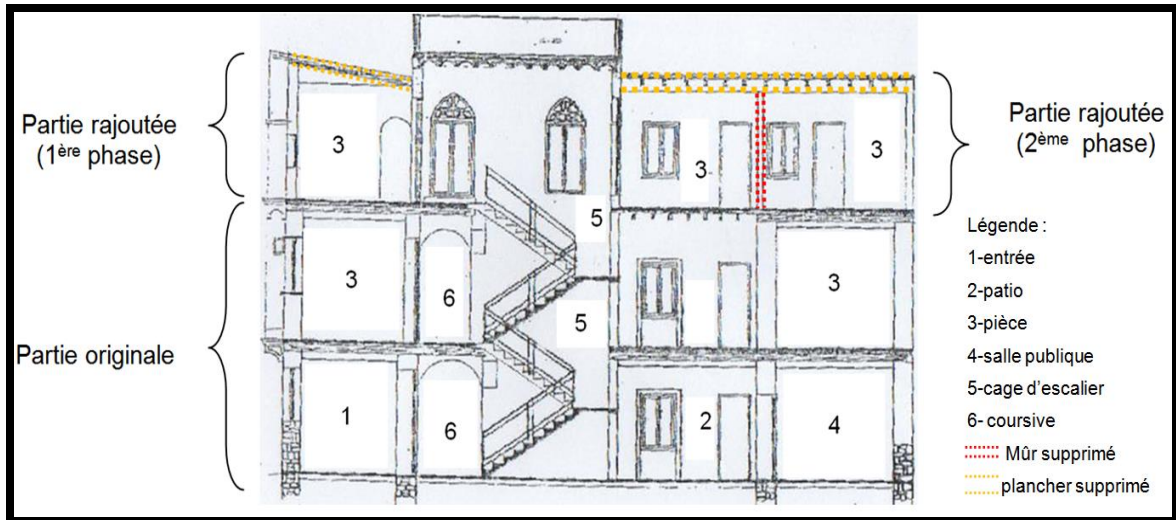 Partie rajoutée
(1ère phase)
Partie originale
3
3
6
1
6
5
5
3
3
3
2
4
Partie rajoutée
(2ème phase)
Légende :
1-entrée
2-patio
3-pièce
4-salle publique
5-cage d'escalier
6- coursive
Mûr supprimé
plancher supprimé